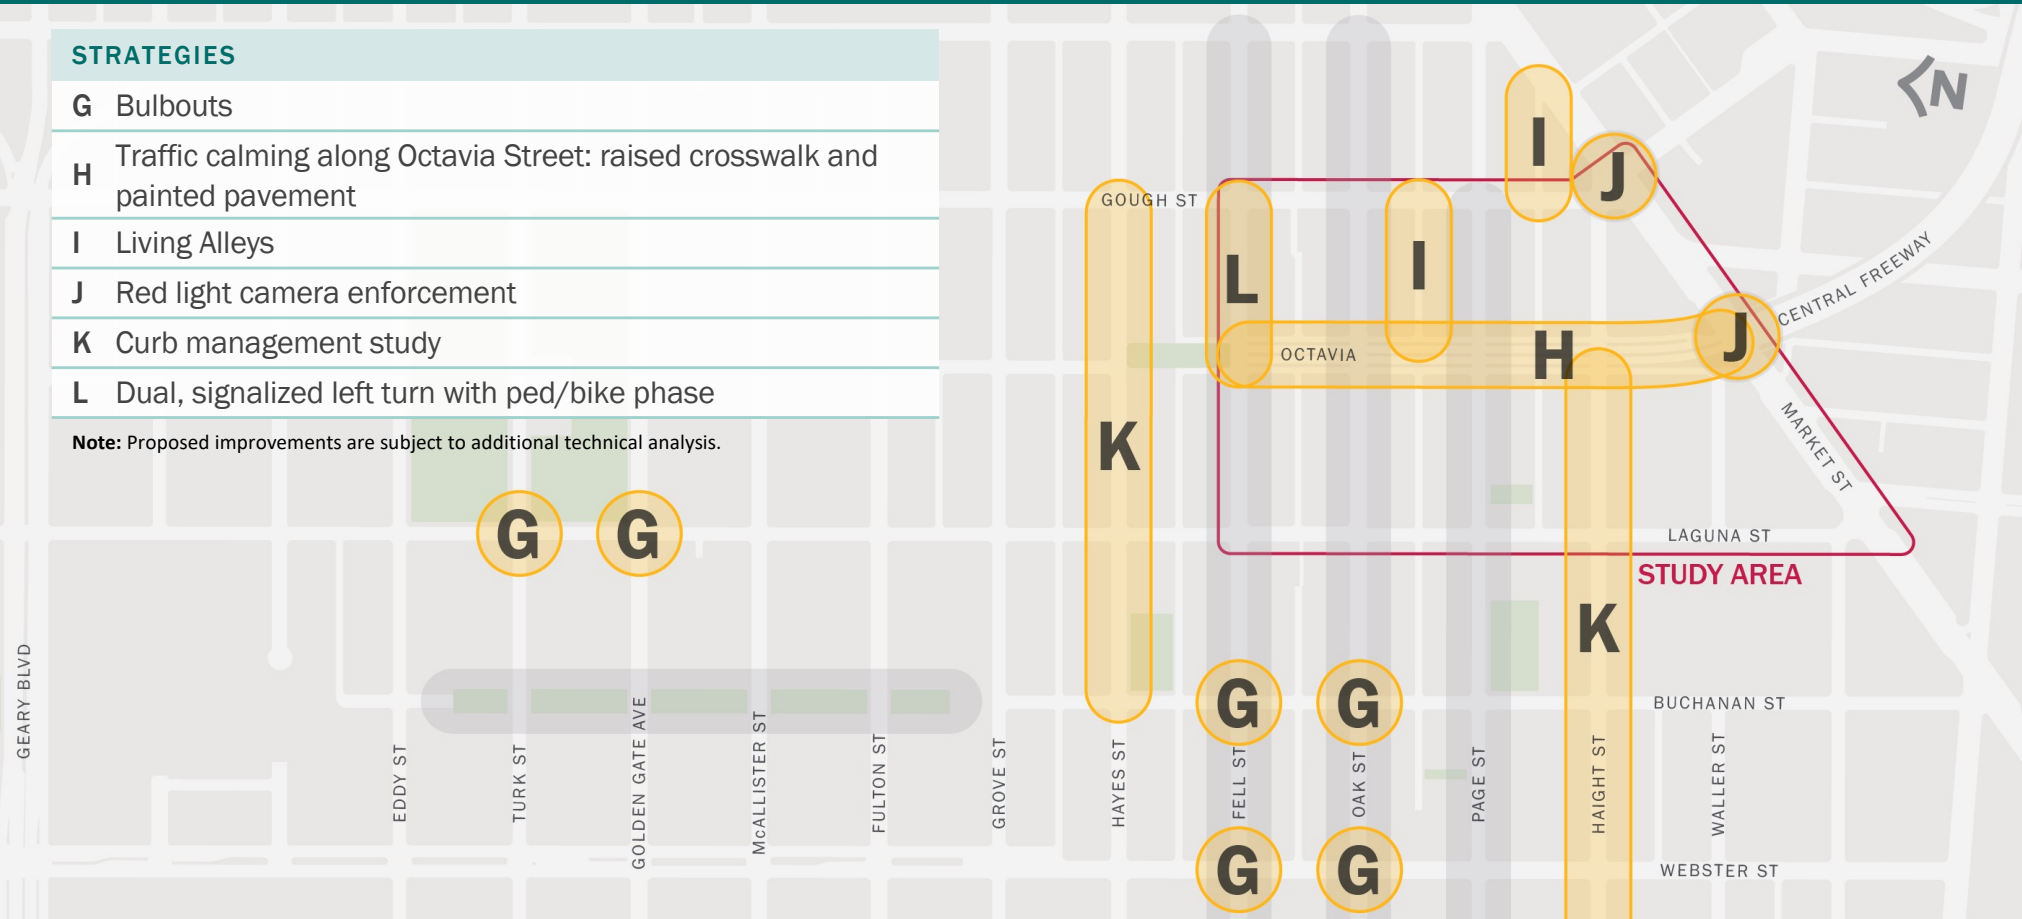 STRATEGIES
G Bulbouts
H Traffic calming along Octavia Street: raised crosswalk and
painted pavement
I Living Alleys
J Red light camera enforcement
K Curb management study
L Dual, signalized left turn with ped/bike phase
Note: Proposed improvements are subject to additional technical analysis.
N
I
J
GOUGH ST
L
I
CENTRAL FREEWAY
OCTAVIA
H
J
K
MARKET ST
G
G
LAGUNA ST
STUDY AREA
K
G
G
BUCHANAN ST
GEARY BLVD
EDDY ST
TURK ST
GOLDEN GATE AVE
McALLISTER ST
FULTON ST
GROVE ST
HAYES ST
FELL ST
OAK ST
PAGE ST
HAIGHT ST
WALLER ST
G
G
WEBSTER ST